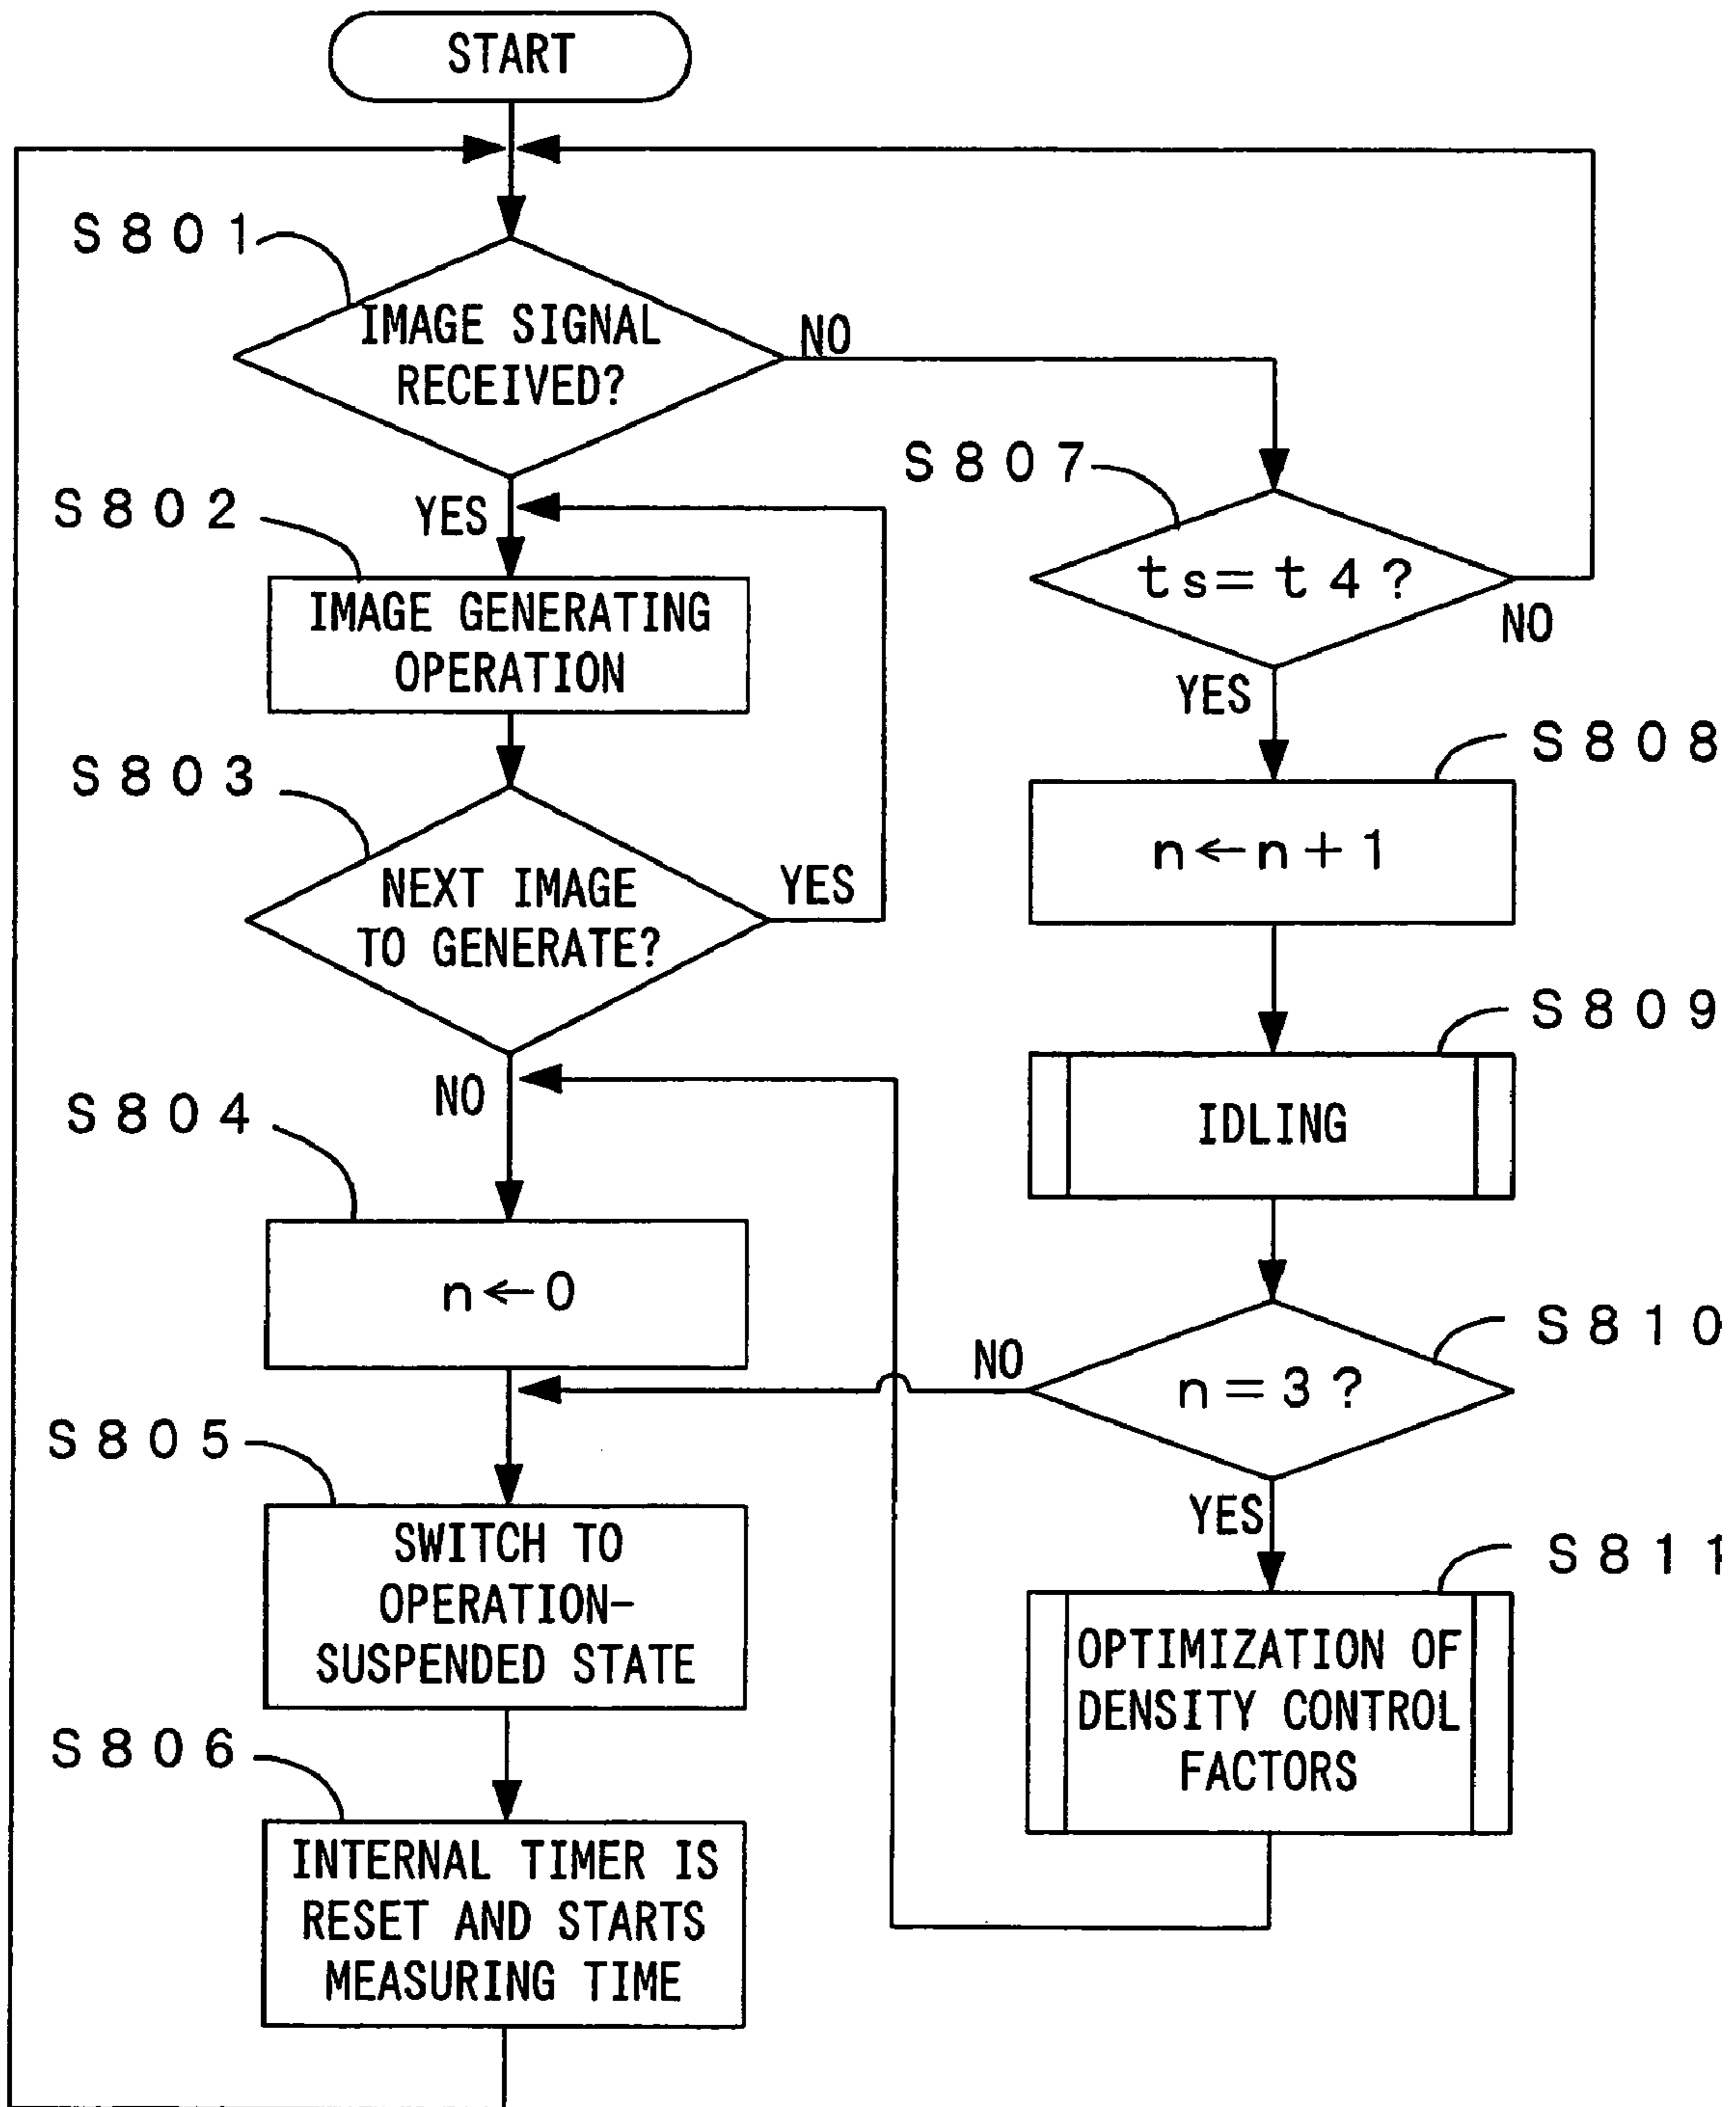 START
S801
IMAGE SIGNAL
RECEIVED?
NO
YES
S802
IMAGE GENERATING
OPERATION
S803
NEXT IMAGE
TO GENERATE?
YES
NO
S804
n←0
S805
SWITCH TO
OPERATION-
SUSPENDED STATE
S806
INTERNAL TIMER IS
RESET AND STARTS
MEASURING TIME
S807
ts=t4?
NO
YES
S808
n←n+1
S809
IDLING
S810
n=3?
NO
YES
S811
OPTIMIZATION OF
DENSITY CONTROL
FACTORS